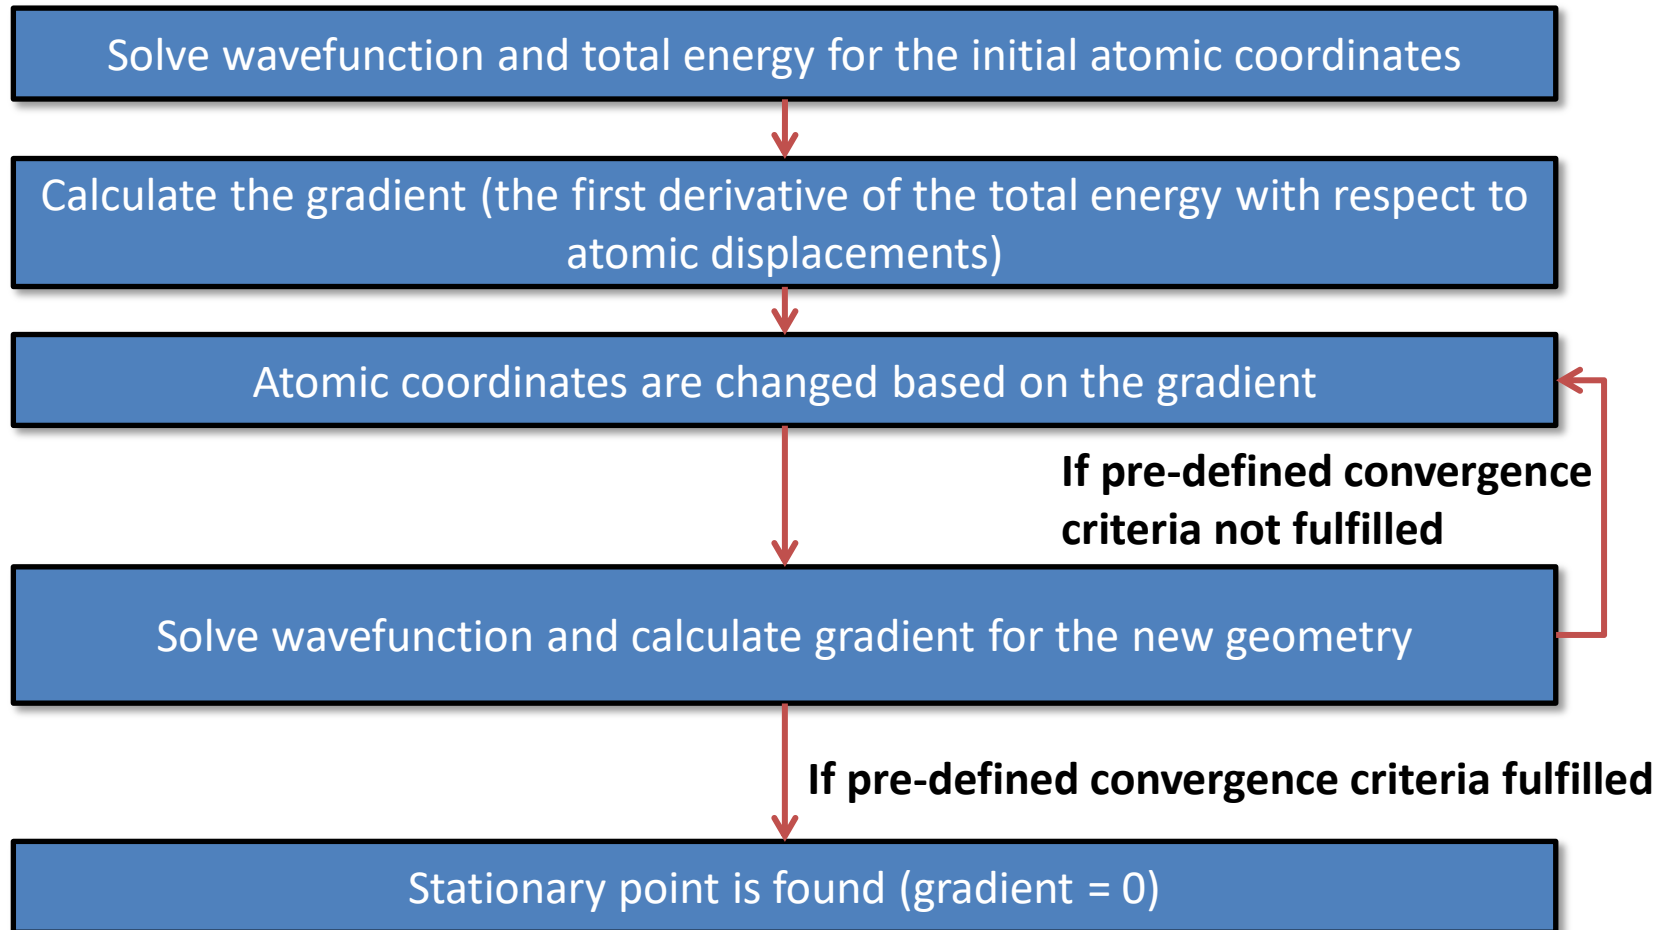 Solve wavefunction and total energy for the initial atomic coordinates
Calculate the gradient (the first derivative of the total energy with respect to
atomic displacements)
Atomic coordinates are changed based on the gradient
If pre-defined convergence
criteria not fulfilled
Solve wavefunction and calculate gradient for the new geometry
If pre-defined convergence criteria fulfilled
Stationary point is found (gradient = 0)